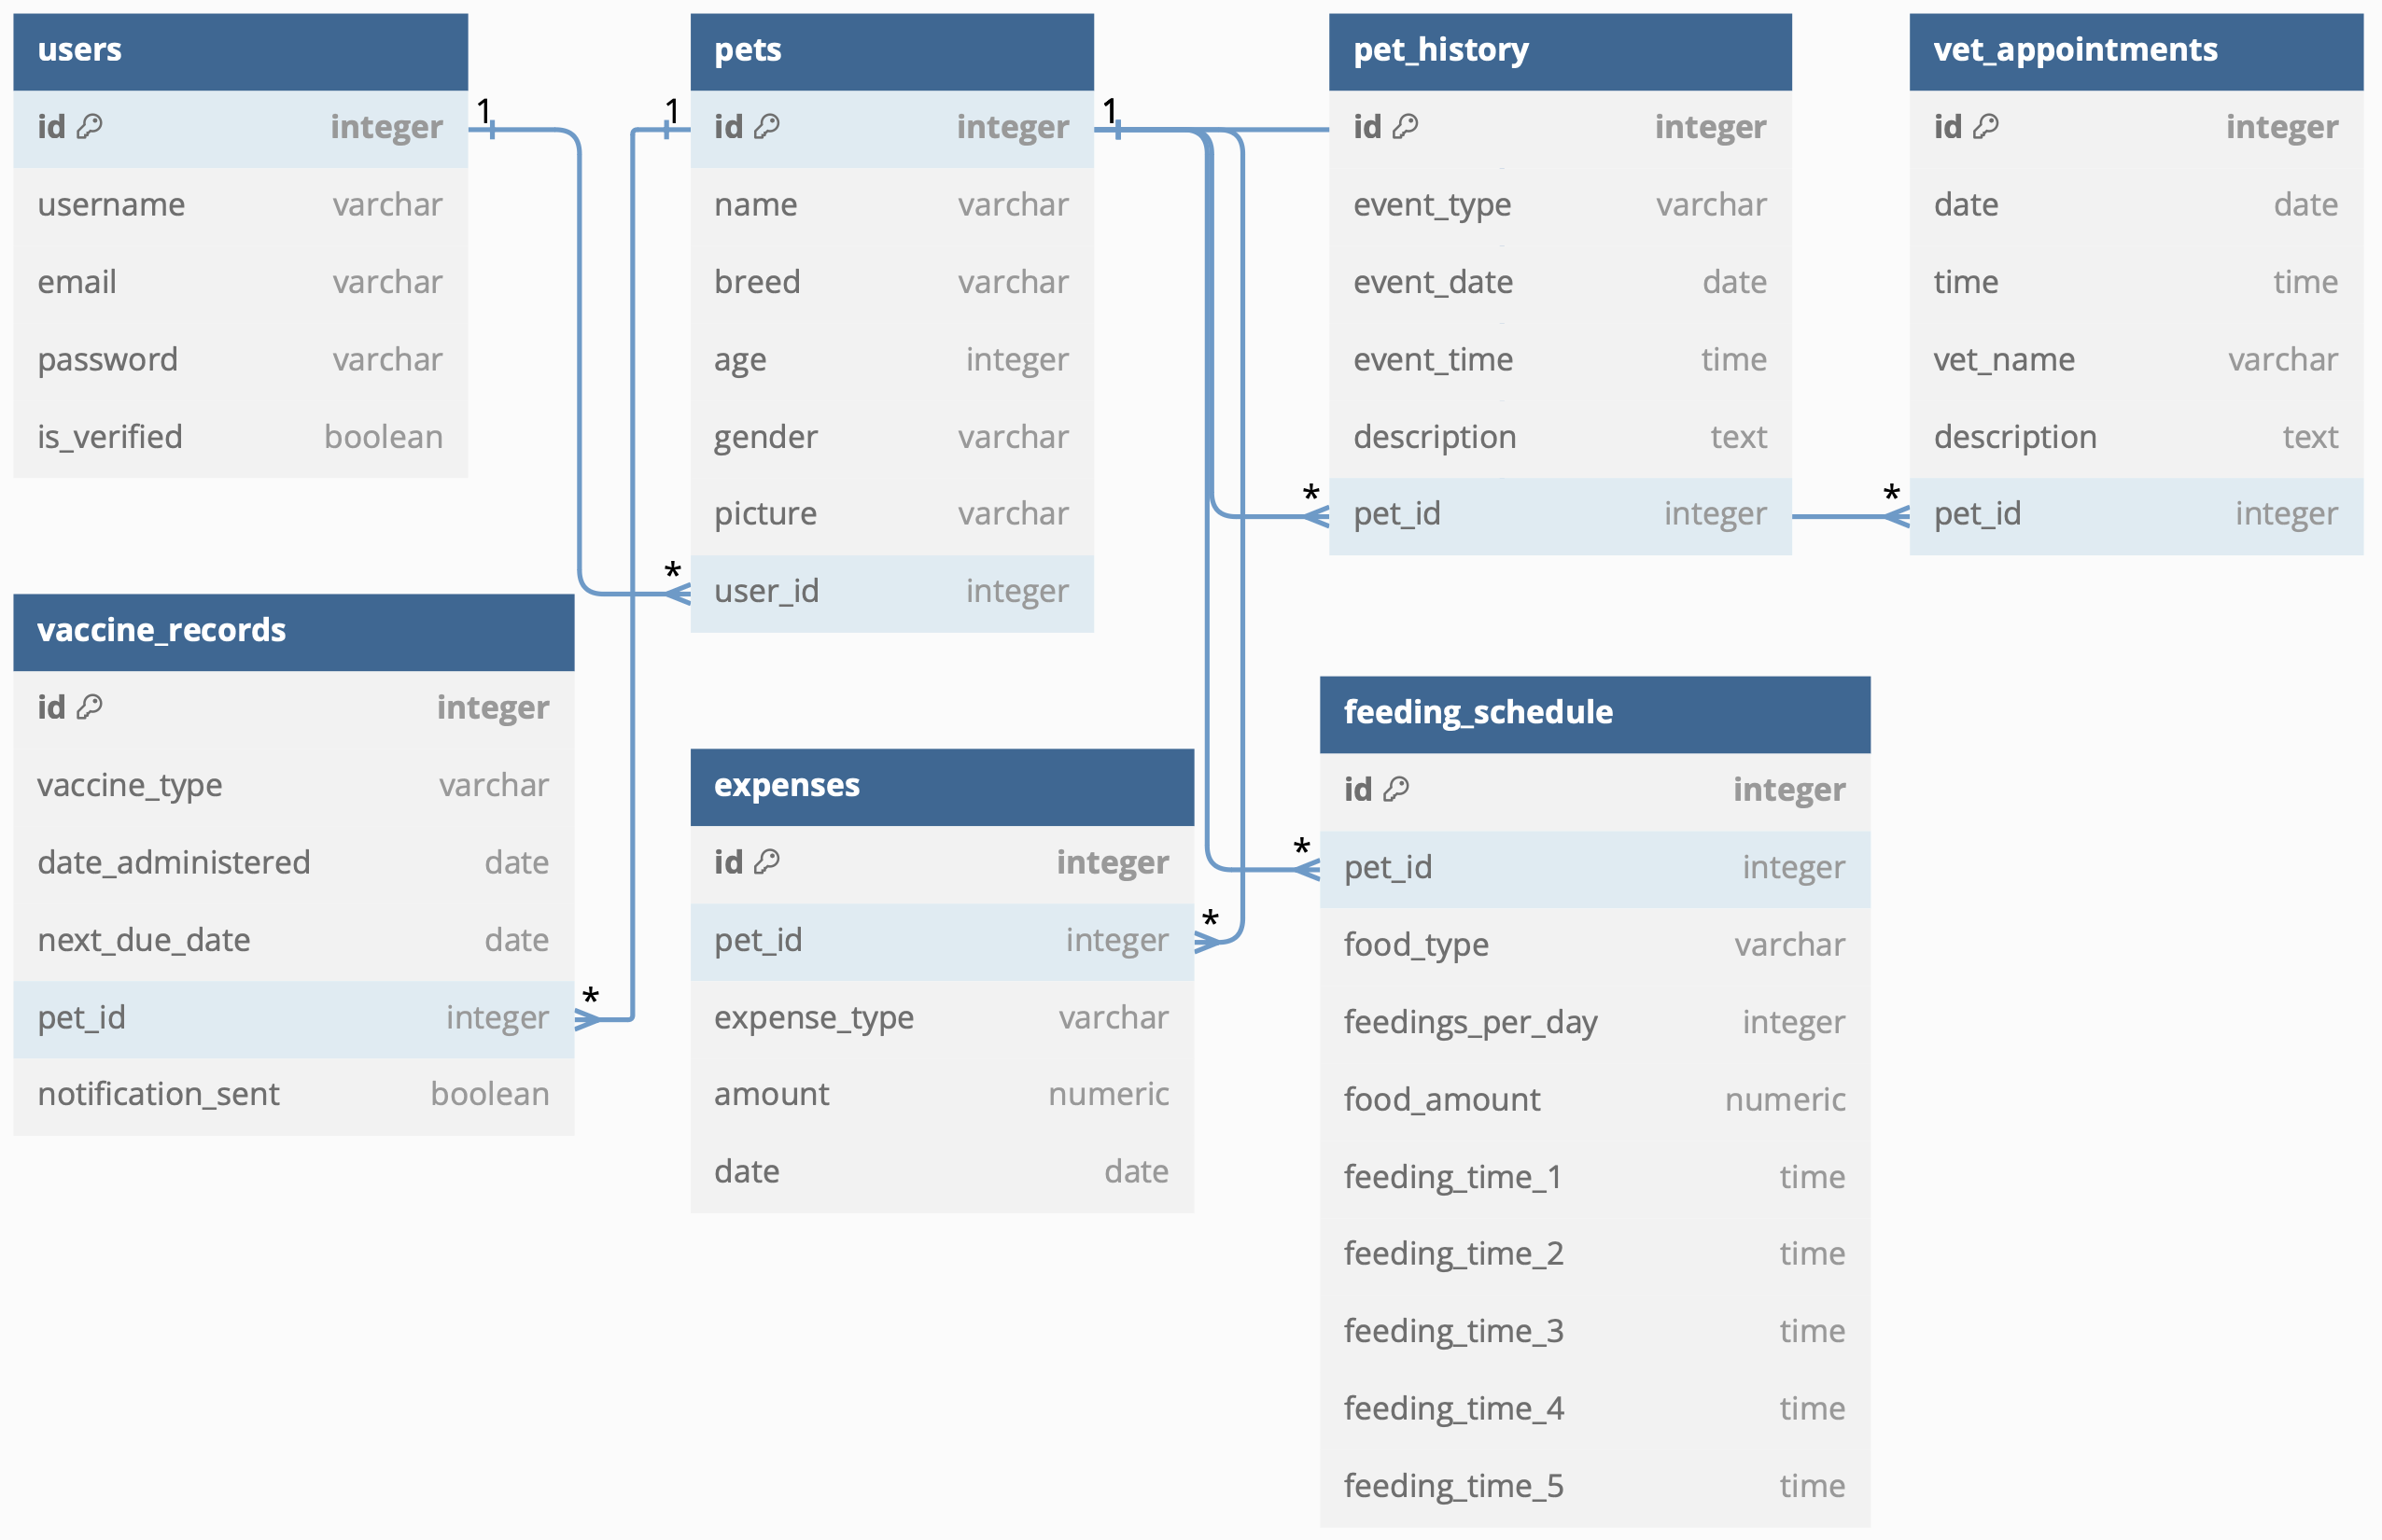 users
1
id integer
username varchar
email varchar
password varchar
is_verified boolean
1
pets
1
id integer
name varchar
breed varchar
age integer
gender varchar
picture varchar
*
user_id integer
pet_history
id integer
event_type varchar
event_date date
event_time time
description text
*
pet_id integer
vet_appointments
id integer
date date
time time
vet_name varchar
description text
*
pet_id integer
vaccine_records
id integer
vaccine_type varchar
date_administered date
next_due_date date
*
pet_id integer
notification_sent boolean
expenses
id integer
*
pet_id integer
expense_type varchar
amount numeric
date date
feeding_schedule
id integer
*
pet_id integer
food_type varchar
feedings_per_day integer
food_amount numeric
feeding_time_1 time
feeding_time_2 time
feeding_time_3 time
feeding_time_4 time
feeding_time_5 time